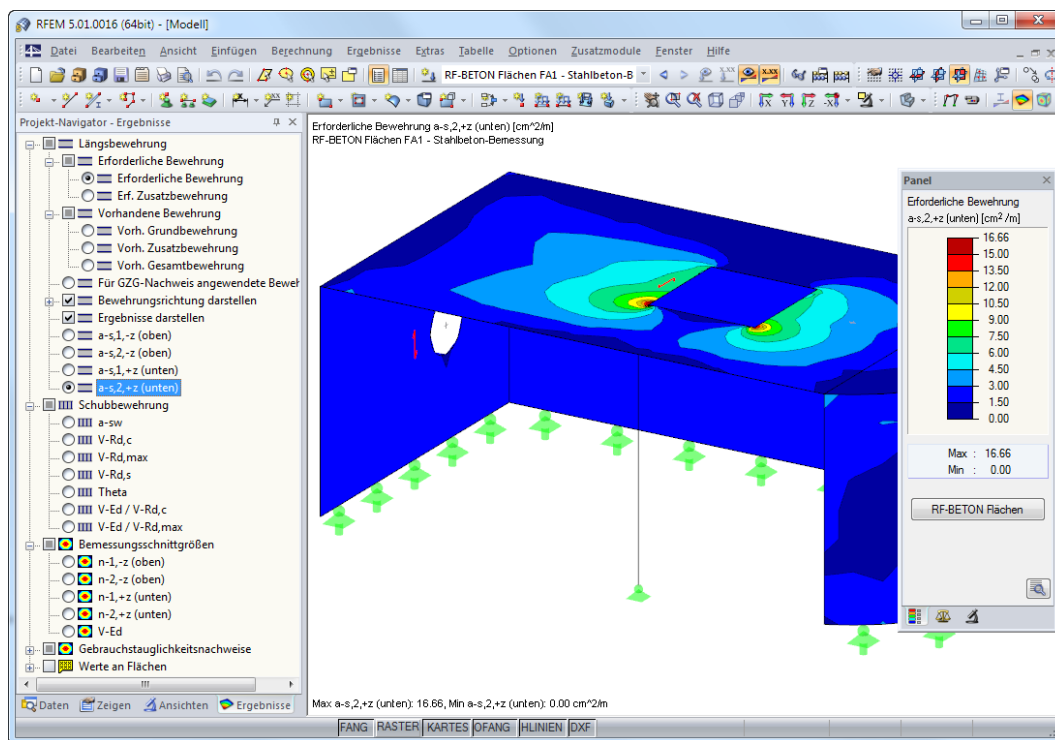 RFEM 5.01.0016 (64bit) - [Modell]
Datei Bearbeiten Ansicht Einfügen Berechnung Ergebnisse Extras Tabelle Optionen Zusatzmodule Fenster Hilfe
RF-BETON Flächen FA1 - Stahlbeton-B
Projekt-Navigator - Ergebnisse
Längsbewehrung
Erforderliche Bewehrung
Erforderliche Bewehrung
Erf. Zusatzbewehrung
Vorhandene Bewehrung
Vorh. Grundbewehrung
Vorh. Zusatzbewehrung
Vorh. Gesamtbewehrung
Für GZG-Nachweis angewendete Beweh
Bewehrungsrichtung darstellen
Ergebnisse darstellen
a-s,1,-z (oben)
a-s,2,-z (oben)
a-s,1,+z (unten)
a-s,2,+z (unten)
Schubbewehrung
a-sw
V-Rd,c
V-Rd,max
V-Rd,s
Theta
V-Ed / V-Rd,c
V-Ed / V-Rd,max
Bemessungsschnittgrößen
n-1,-z (oben)
n-2,-z (oben)
n-1,+z (unten)
n-2,+z (unten)
V-Ed
Gebrauchstauglichkeitsnachweise
Werte an Flächen
Daten Zeigen Ansichten Ergebnisse
Erforderliche Bewehrung a-s,2,+z (unten) [cm^2/m]
RF-BETON Flächen FA1 - Stahlbeton-Bemessung
Max a-s,2,+z (unten): 16.66, Min a-s,2,+z (unten): 0.00 cm^2/m
Panel
Erforderliche Bewehrung
a-s,2,+z (unten) [cm²/m]
16.66
15.00
13.50
12.00
10.50
9.00
7.50
6.00
4.50
3.00
1.50
0.00
Max : 16.66
Min : 0.00
RF-BETON Flächen
FANG RASTER KARTES OFANG HLINIEN DXF